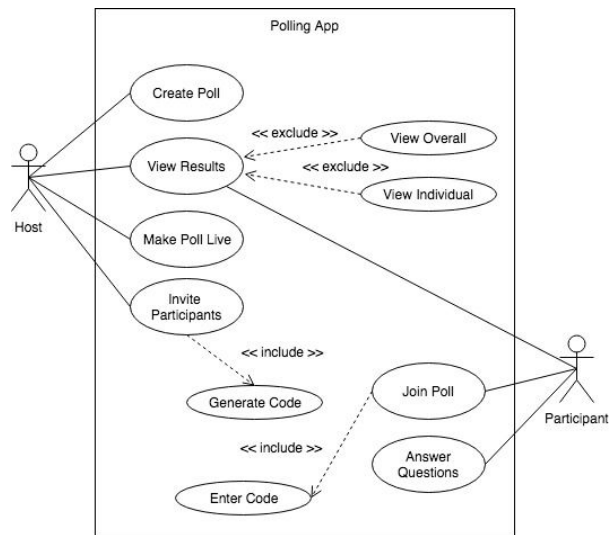 Polling App
Create Poll
<< exclude >>
View Overall
View Results
<< exclude >>
View Individual
Host
Make Poll Live
Invite
Participants
<< include >>
Generate Code
Join Poll
Participant
<< include >>
Answer
Questions
Enter Code